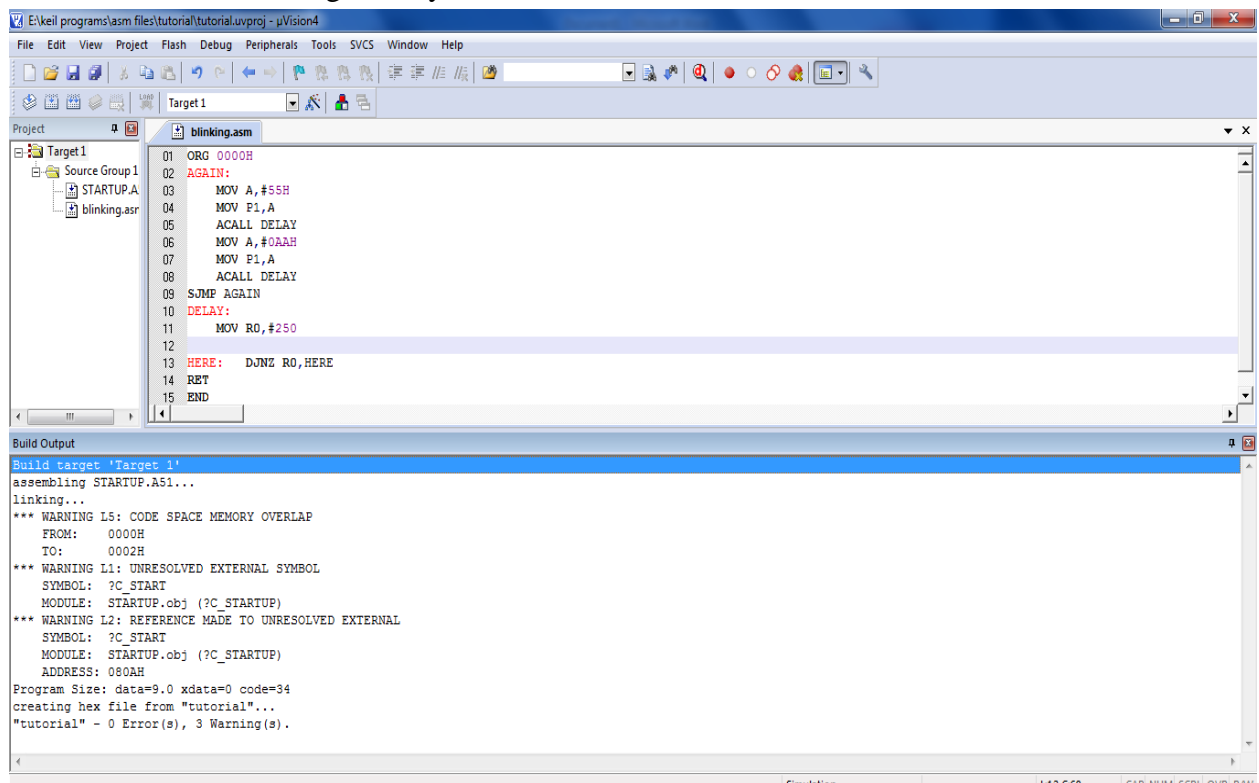 E:\keil programs\asm files\tutorial\tutorial.uvproj - µVision4
File Edit View Project Flash Debug Peripherals Tools SVCS Window Help
LOAD Target 1
Project
blinking.asm
Target 1
Source Group 1
STARTUP.A
blinking.asr
01 ORG 0000H
02 AGAIN:
03 MOV A,#55H
04 MOV P1,A
05 ACALL DELAY
06 MOV A,#0AAH
07 MOV P1,A
08 ACALL DELAY
09 SJMP AGAIN
10 DELAY:
11 MOV R0,#250
12
13 HERE: DJNZ R0,HERE
14 RET
15 END
Build Output
Build target 'Target 1'
assembling STARTUP.A51...
linking...
*** WARNING L5: CODE SPACE MEMORY OVERLAP
FROM: 0000H
TO: 0002H
*** WARNING L1: UNRESOLVED EXTERNAL SYMBOL
SYMBOL: ?C_START
MODULE: STARTUP.obj (?C_STARTUP)
*** WARNING L2: REFERENCE MADE TO UNRESOLVED EXTERNAL
SYMBOL: ?C_START
MODULE: STARTUP.obj (?C_STARTUP)
ADDRESS: 080AH
Program Size: data=9.0 xdata=0 code=34
creating hex file from "tutorial"...
"tutorial" - 0 Error(s), 3 Warning(s).